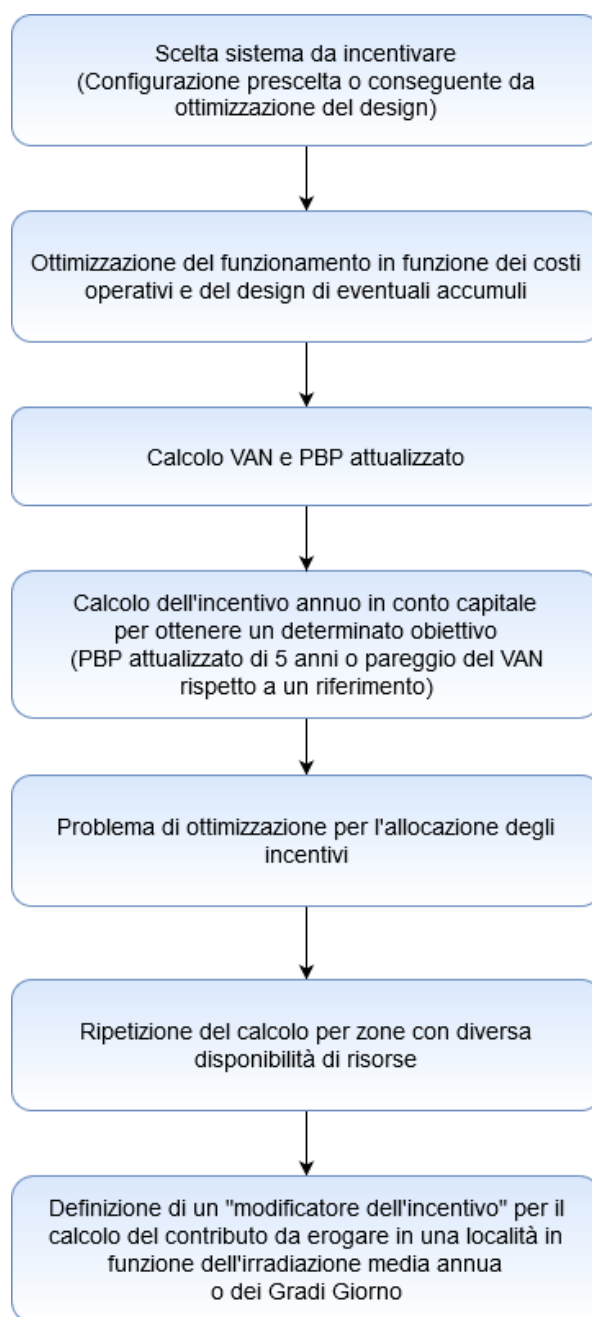 Scelta sistema da incentivare
(Configurazione prescelta o conseguente da
ottimizzazione del design)
Ottimizzazione del funzionamento in funzione dei costi
operativi e del design di eventuali accumuli
Calcolo VAN e PBP attualizzato
Calcolo dell'incentivo annuo in conto capitale
per ottenere un determinato obiettivo
(PBP attualizzato di 5 anni o pareggio del VAN
rispetto a un riferimento)
Problema di ottimizzazione per l'allocazione degli
incentivi
Ripetizione del calcolo per zone con diversa
disponibilità di risorse
Definizione di un "modificatore dell'incentivo" per il
calcolo del contributo da erogare in una località in
funzione dell'irradiazione media annua
o dei Gradi Giorno